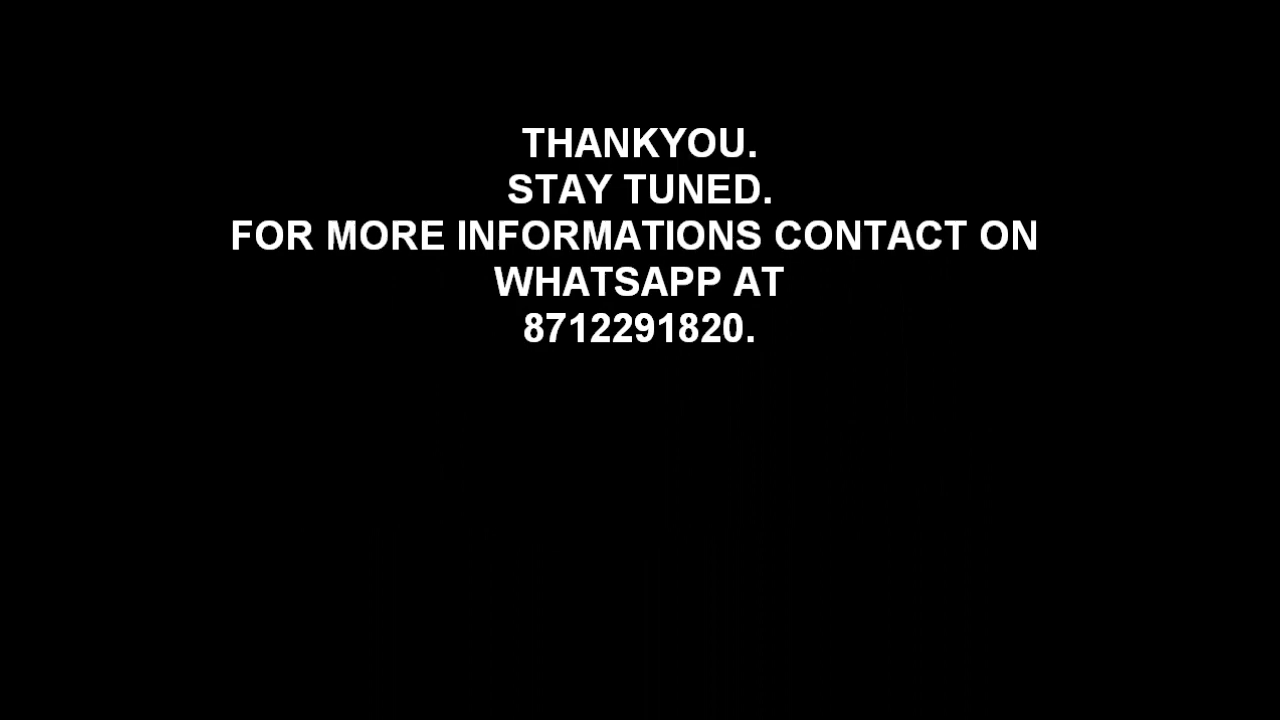 THANKYOU.
STAY TUNED.
FOR MORE INFORMATIONS CONTACT ON
WHATSAPP AT
8712291820.